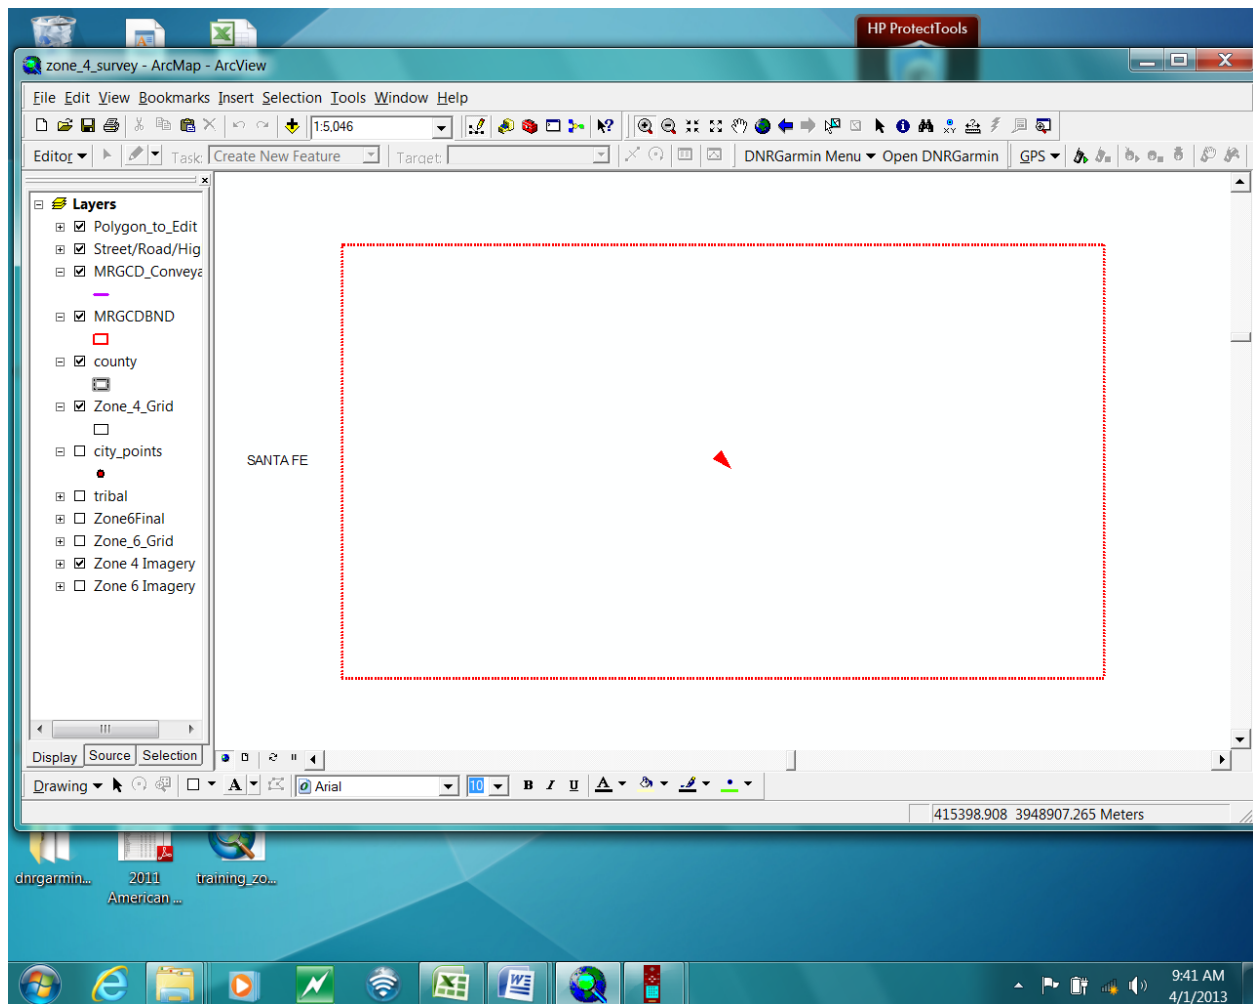 HP ProtectTools
zone_4_survey - ArcMap - ArcView
File Edit View Bookmarks Insert Selection Tools Window Help
1:5,046
Editor Task: Create New Feature Target: DNRGarmin Menu Open DNRGarmin GPS
Layers
Polygon_to_Edit
Street/Road/Hig
MRGCD_Conveya
MRGCDBND
county
Zone_4_Grid
city_points
SANTA FE
tribal
Zone6Final
Zone_6_Grid
Zone 4 Imagery
Zone 6 Imagery
Display Source Selection
Drawing A Arial 10 B I U A
415398.908 3948907.265 Meters
dnrgarmin... 2011 training_zo...
American ...
9:41 AM
4/1/2013